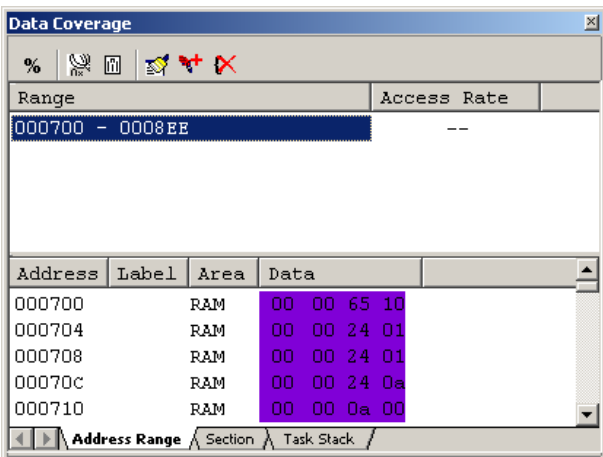 Data Coverage
%
Range Access Rate
000700 - 0008EE --
Address Label Area Data
000700 RAM 00 00 65 10
000704 RAM 00 00 24 01
000708 RAM 00 00 24 01
00070C RAM 00 00 24 0a
000710 RAM 00 00 0a 00
Address Range Section Task Stack